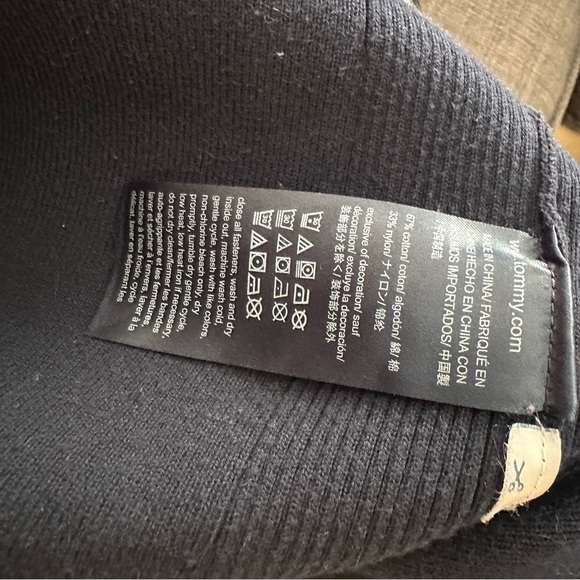 tommy.com
MADE IN CHINA/FABRIQUÉ EN
CHINE/HECHO EN CHINA CON
IMPORTADOS/ 中国製
67% cotton/coton/algodón/ 綿/ 棉
33% nylon/ ナイロン/ 锦纶
exclusive of decoration/ sauf
décoration/ excluye la decoración/
装飾部分を除く/ 装饰部分除外
30
30
close all fasteners, wash and dry
inside out, machine wash cold,
gentle cycle, wash with like colors,
non-chlorine bleach only, dry
promptly, tumble dry gentle cycle,
low heat, low heat iron if necessary,
do not dry clean/fermer les bandes
auto-agrippantes et les fermetures,
laver et sécher à l'envers, laver à la
machine à l'eau froide, cycle
délicat, laver en séparant les